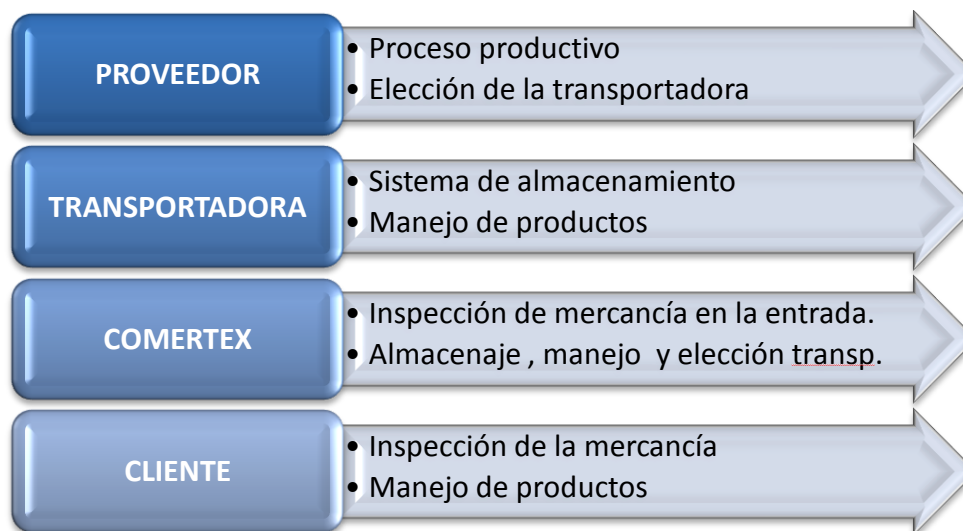 PROVEEDOR
• Proceso productivo
• Elección de la transportadora
TRANSPORTADORA
• Sistema de almacenamiento
• Manejo de productos
COMERTEX
• Inspección de mercancía en la entrada.
• Almacenaje , manejo  y elección transp.
CLIENTE
• Inspección de la mercancía
• Manejo de productos